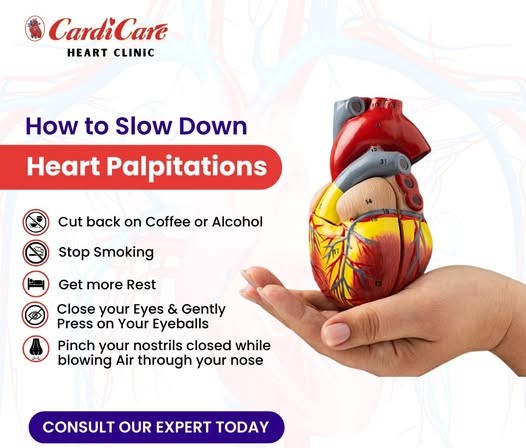 CardiCare
HEART CLINIC
How to Slow Down
Heart Palpitations
Cut back on Coffee or Alcohol
Stop Smoking
Get more Rest
Close your Eyes & Gently
Press on Your Eyeballs
Pinch your nostrils closed while
blowing Air through your nose
CONSULT OUR EXPERT TODAY